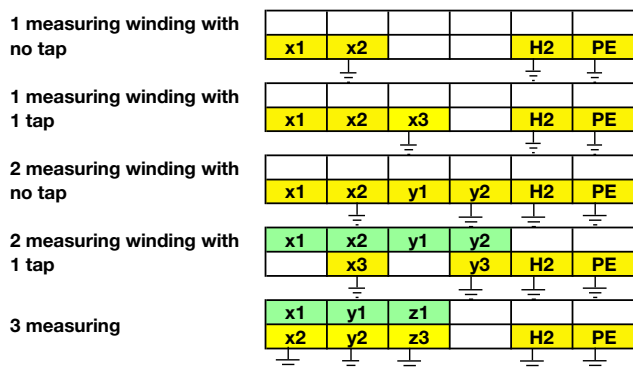 1 measuring winding with
no tap
x1 x2 H2 PE
1 measuring winding with
1 tap
x1 x2 x3 H2 PE
2 measuring winding with
no tap
x1 x2 y1 y2 H2 PE
2 measuring winding with
1 tap
x1 x2 y1 y2
x3 y3 H2 PE
3 measuring
x1 y1 z1
x2 y2 z3 H2 PE